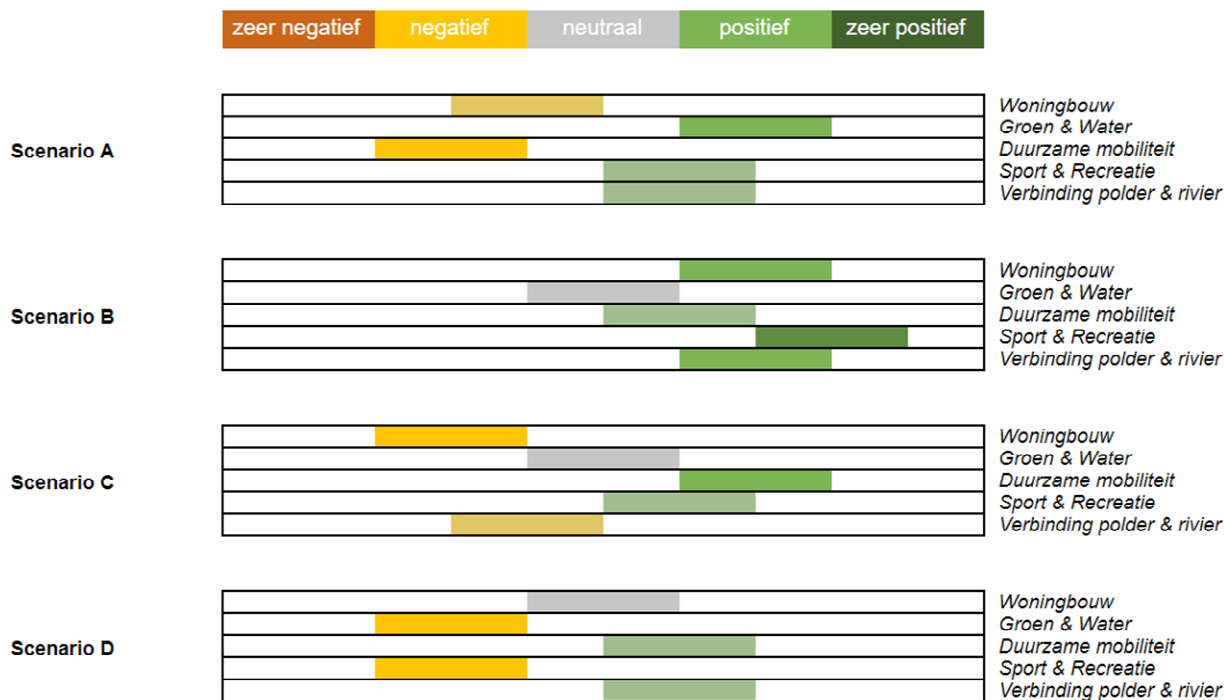 zeer negatief negatief neutraal positief zeer positief
Scenario A
Woningbouw
Groen & Water
Duurzame mobiliteit
Sport & Recreatie
Verbinding polder & rivier
Scenario B
Woningbouw
Groen & Water
Duurzame mobiliteit
Sport & Recreatie
Verbinding polder & rivier
Scenario C
Woningbouw
Groen & Water
Duurzame mobiliteit
Sport & Recreatie
Verbinding polder & rivier
Scenario D
Woningbouw
Groen & Water
Duurzame mobiliteit
Sport & Recreatie
Verbinding polder & rivier